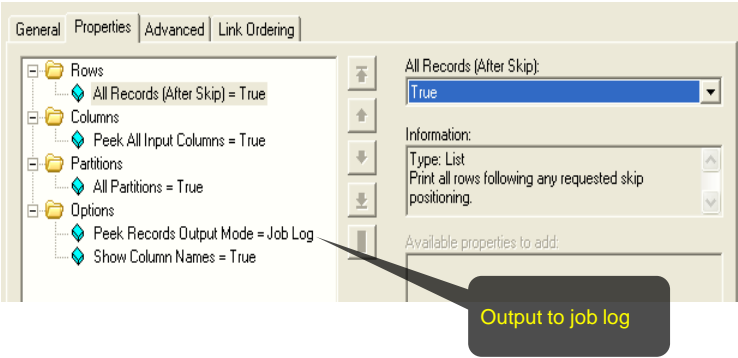 General Properties Advanced Link Ordering
Rows
All Records (After Skip) = True
Columns
Peek All Input Columns = True
Partitions
All Partitions = True
Options
Peek Records Output Mode = Job Log
Show Column Names = True
All Records (After Skip):
True
Information:
Type: List
Print all rows following any requested skip
positioning.
Available properties to add:
Output to job log